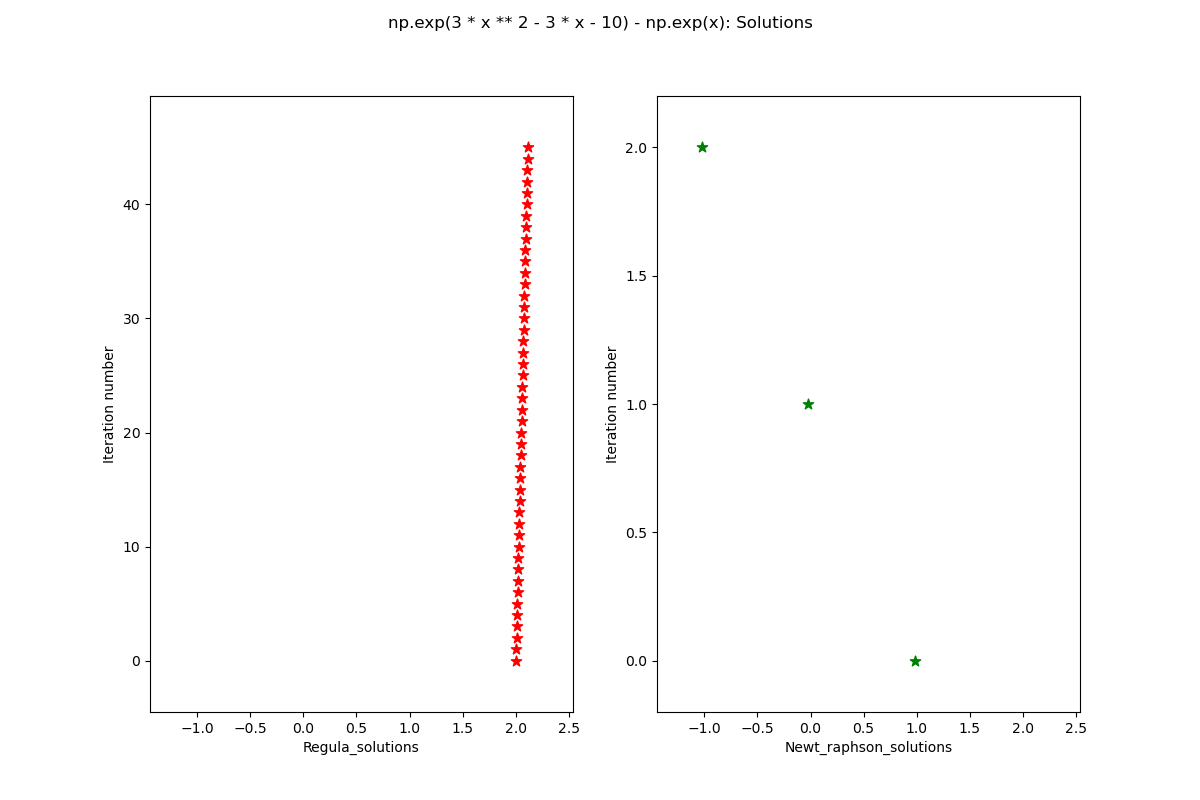 np.exp(3 * x ** 2 - 3 * x - 10) - np.exp(x): Solutions
40
30
20
10
0
Iteration number
−1.0 −0.5 0.0 0.5 1.0 1.5 2.0 2.5
Regula_solutions
2.0
1.5
1.0
0.5
0.0
Iteration number
−1.0 −0.5 0.0 0.5 1.0 1.5 2.0 2.5
Newt_raphson_solutions